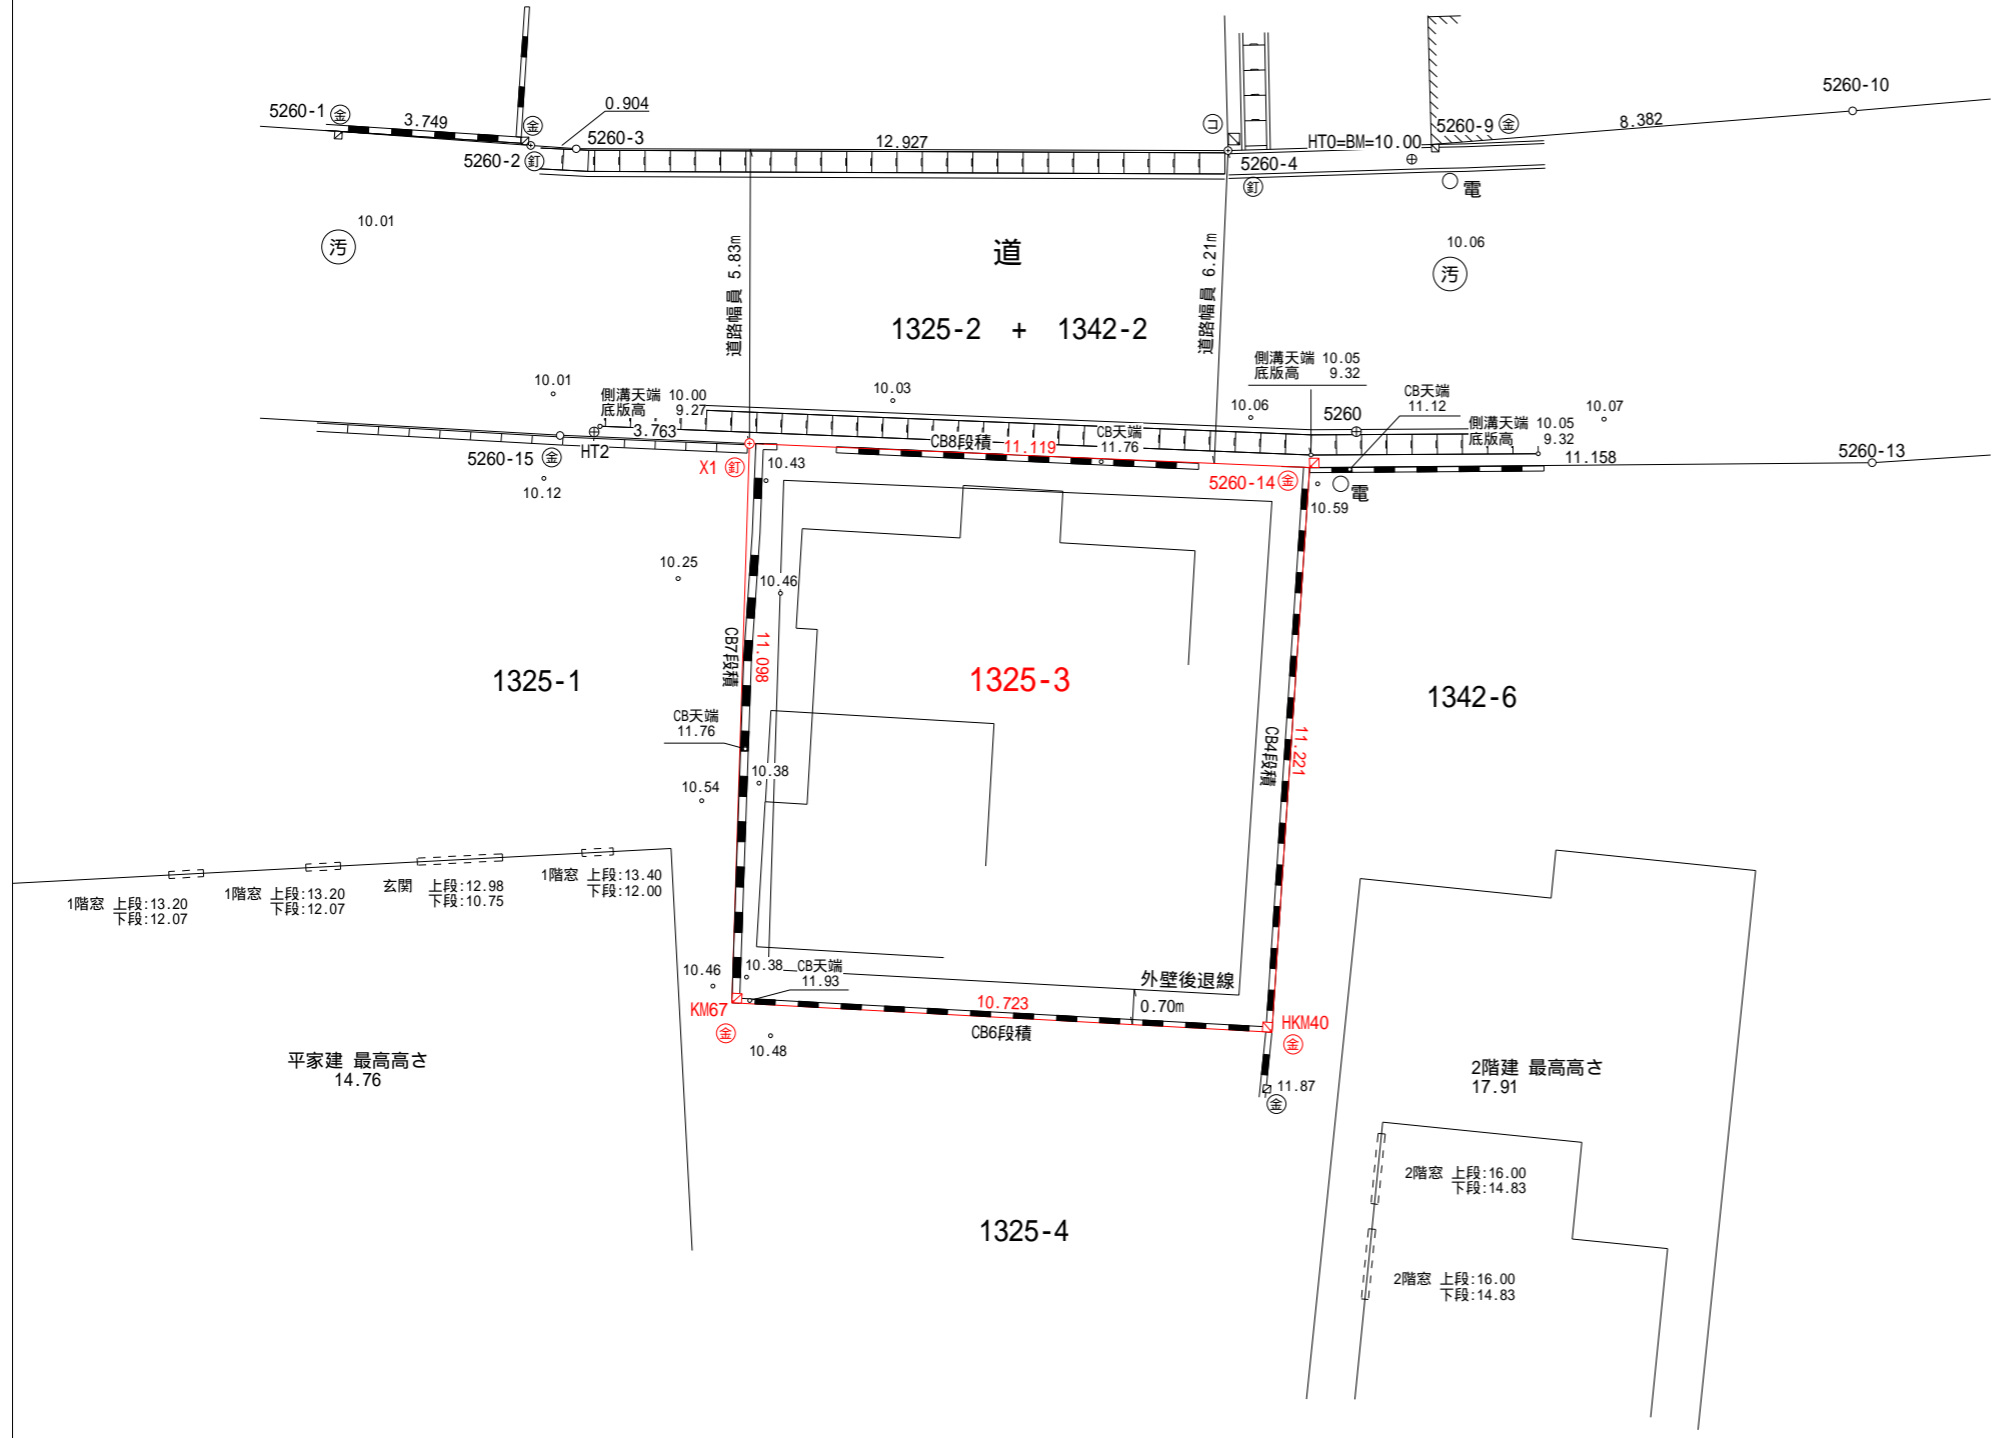 5260-1 金
3.749
金
0.904
5260-3
5260-2 釘
12.927
コ
5260-4
釘
HT0=BM=10.00
5260-9 金
8.382
5260-10
電
10.01
汚
道路幅員 5.83m
道
道路幅員 6.21m
10.06
汚
1325-2 + 1342-2
側溝天端 10.05
底版高 9.32
10.01
側溝天端 10.00
底版高 9.27
10.03
10.06
5260
CB天端
11.12
10.07
側溝天端 10.05
底版高 9.32
3.763
CB8段積
11.119
CB天端
11.76
11.158
5260-13
5260-15 金
HT2
X1 釘
10.43
5260-14 金
電
10.12
10.59
10.25
10.46
CB7段積
11.098
1325-1
1325-3
1342-6
CB天端
11.76
CB4段積
11.221
10.38
10.54
1階窓 上段:13.20
下段:12.07
1階窓 上段:13.20
下段:12.07
玄関 上段:12.98
下段:10.75
1階窓 上段:13.40
下段:12.00
10.46
10.38
CB天端
11.93
外壁後退線
0.70m
KM67
金
10.723
CB6段積
HKM40
金
10.48
平家建 最高高さ
14.76
11.87
金
2階建 最高高さ
17.91
2階窓 上段:16.00
下段:14.83
1325-4
2階窓 上段:16.00
下段:14.83